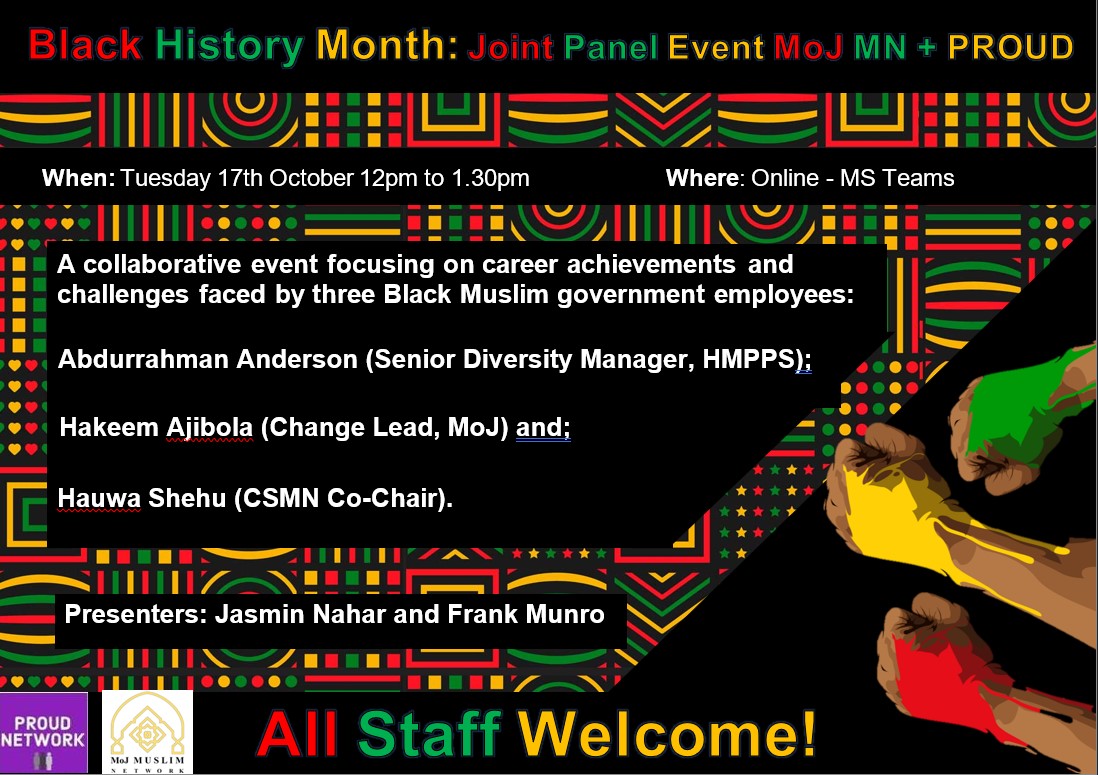 Black History Month: Joint Panel Event MoJ MN + PROUD
When: Tuesday 17th October 12pm to 1.30pm
Where: Online - MS Teams
A collaborative event focusing on career achievements and
challenges faced by three Black Muslim government employees:
Abdurrahman Anderson (Senior Diversity Manager, HMPPS);
Hakeem Ajibola (Change Lead, MoJ) and;
Hauwa Shehu (CSMN Co-Chair).
Presenters: Jasmin Nahar and Frank Munro
PROUD
NETWORK
MoJ MUSLIM
NETWORK
All Staff Welcome!